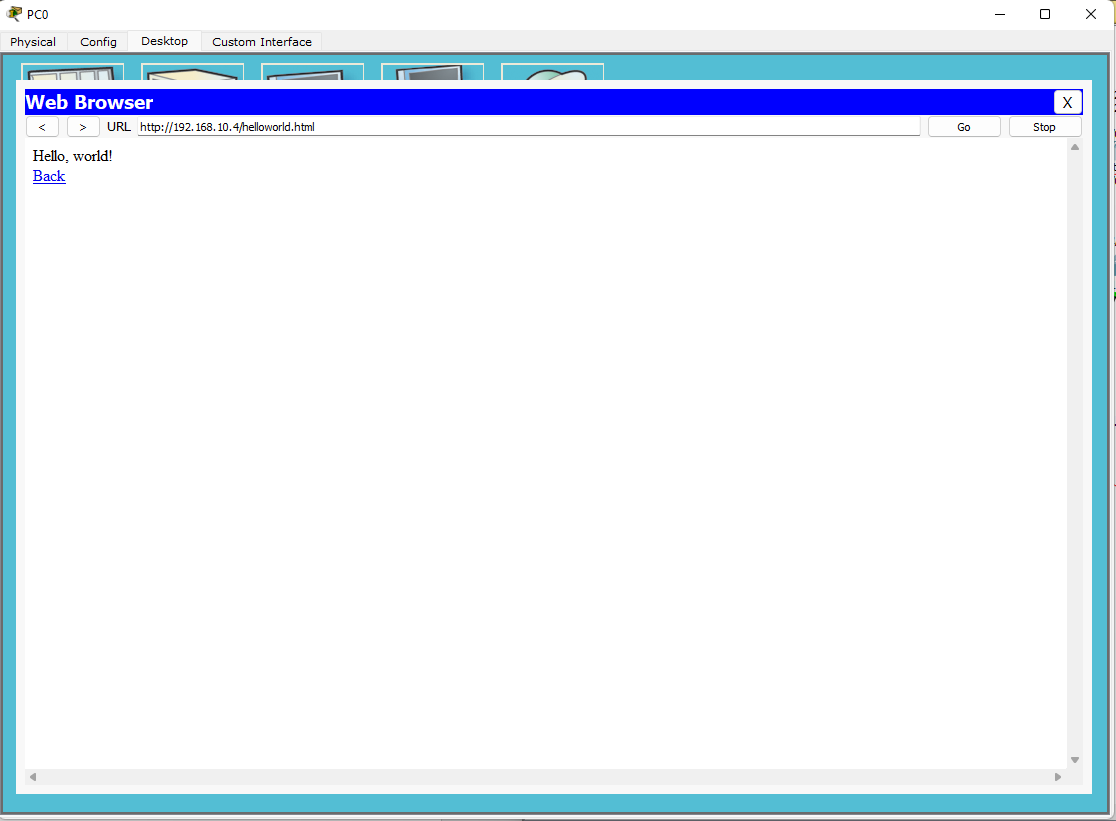 PC0
Physical Config Desktop Custom Interface
Web Browser X
< > URL http://192.168.10.4/helloworld.html Go Stop
Hello, world!
Back